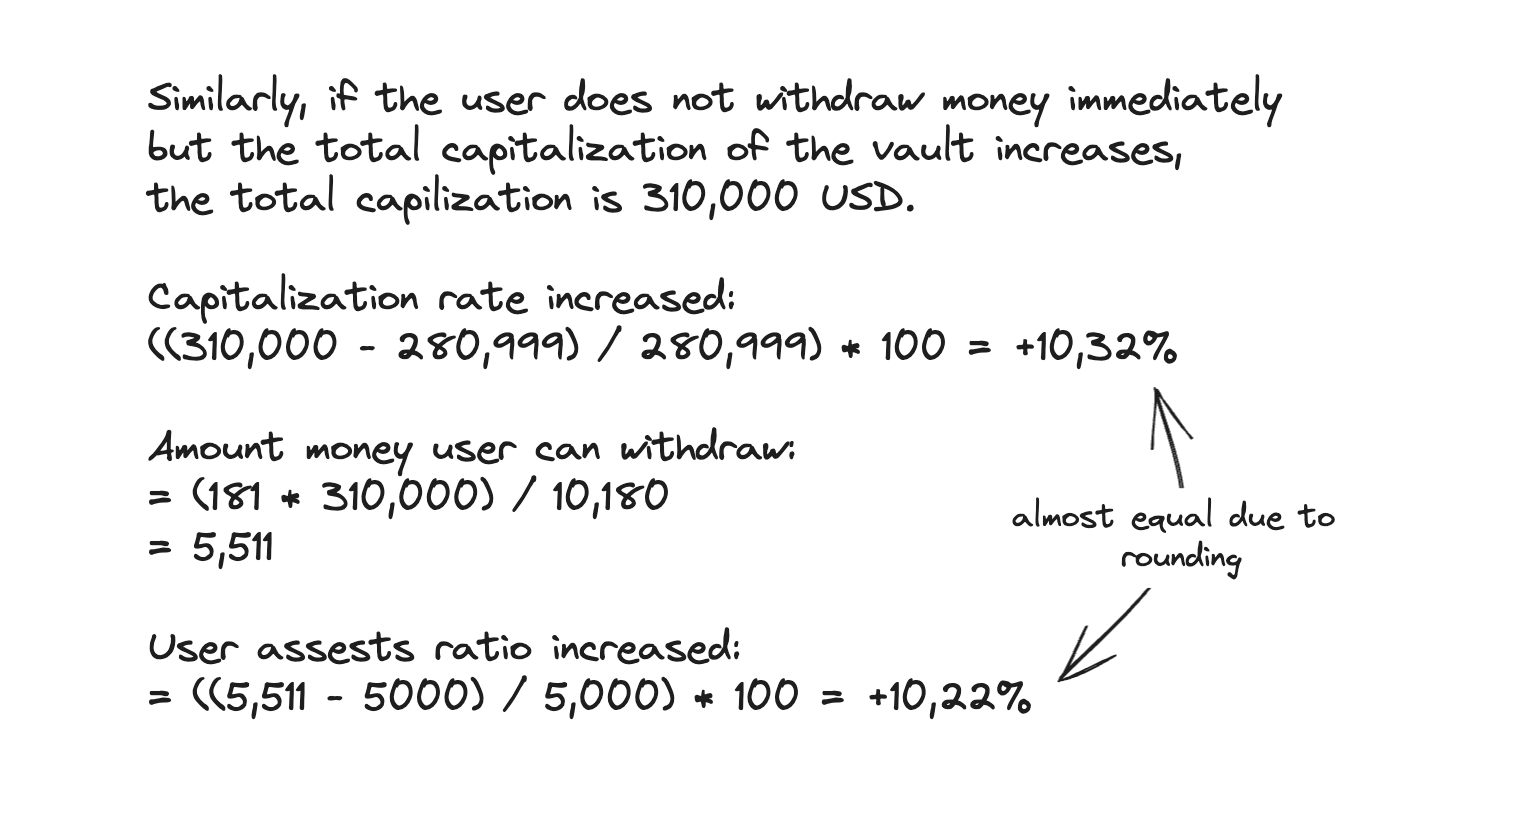 Similarly, if the user does not withdraw money immediately
but the total capitalization of the vault increases,
the total capilization is 310,000 USD.
Capitalization rate increased:
((310,000 - 280,999) / 280,999) * 100 = +10,32%
Amount money user can withdraw:
= (181 * 310,000) / 10,180
= 5,511
almost equal due to
rounding
User assests ratio increased:
= ((5,511 - 5000) / 5,000) * 100 = +10,22%